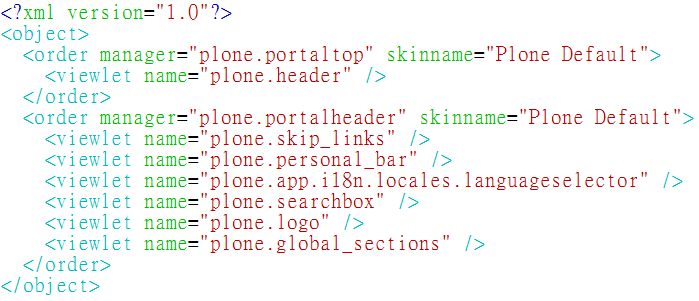 <?xml version="1.0"?>
<object>
  <order manager="plone.portaltop" skinname="Plone Default">
    <viewlet name="plone.header" />
  </order>
  <order manager="plone.portalheader" skinname="Plone Default">
    <viewlet name="plone.skip_links" />
    <viewlet name="plone.personal_bar" />
    <viewlet name="plone.app.i18n.locales.languageselector" />
    <viewlet name="plone.searchbox" />
    <viewlet name="plone.logo" />
    <viewlet name="plone.global_sections" />
  </order>
</object>